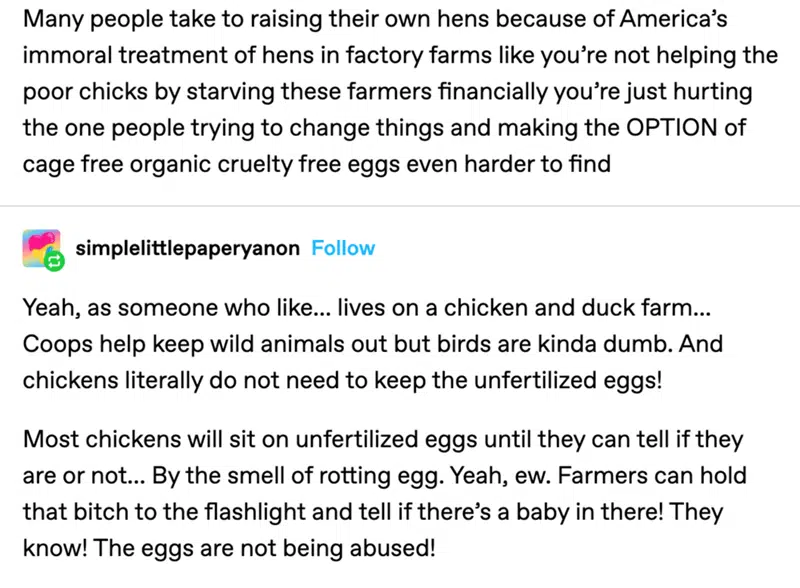 Many people take to raising their own hens because of America’s
immoral treatment of hens in factory farms like you’re not helping the
poor chicks by starving these farmers financially you’re just hurting
the one people trying to change things and making the OPTION of
cage free organic cruelty free eggs even harder to find
simplelittlepaperyanon Follow
Yeah, as someone who like... lives on a chicken and duck farm...
Coops help keep wild animals out but birds are kinda dumb. And
chickens literally do not need to keep the unfertilized eggs!
Most chickens will sit on unfertilized eggs until they can tell if they
are or not... By the smell of rotting egg. Yeah, ew. Farmers can hold
that bitch to the flashlight and tell if there’s a baby in there! They
know! The eggs are not being abused!